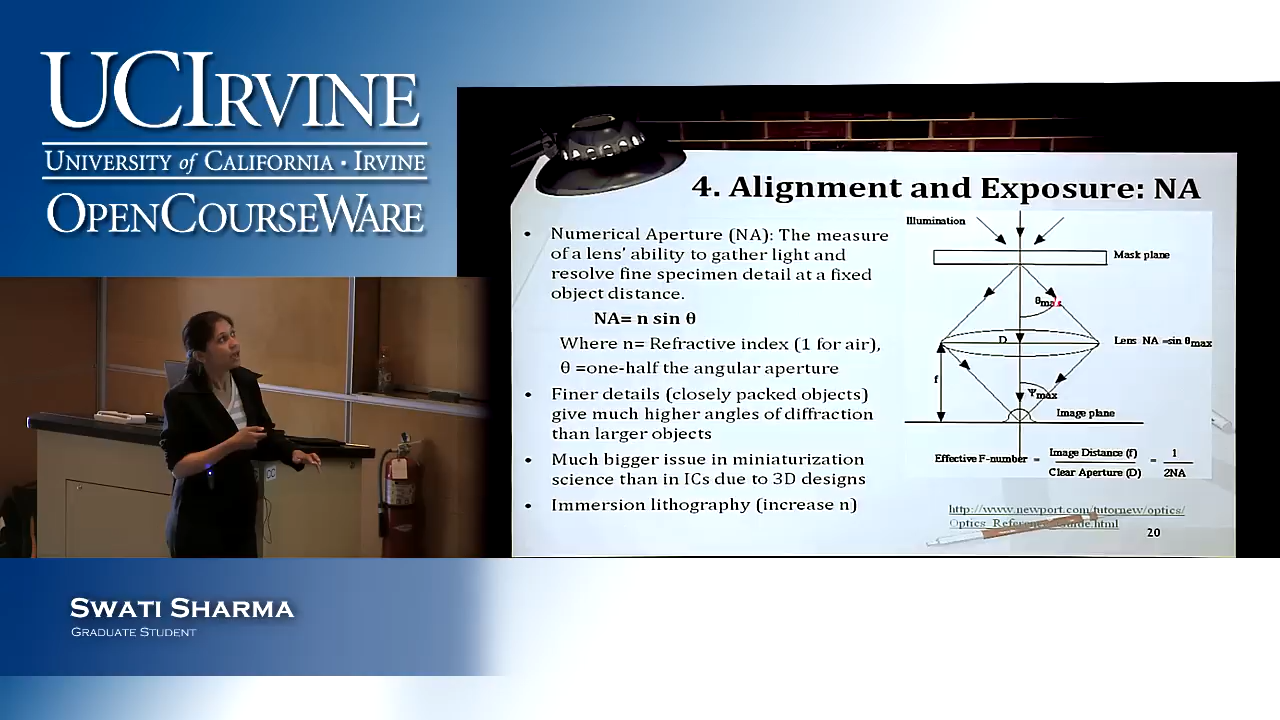 UCIRVINE
UNIVERSITY of CALIFORNIA · IRVINE
OPENCOURSEWARE
4. Alignment and Exposure: NA
• Numerical Aperture (NA): The measure
of a lens' ability to gather light and
resolve fine specimen detail at a fixed
object distance.
NA= n sin θ
Where n= Refractive index (1 for air),
θ =one-half the angular aperture
• Finer details (closely packed objects)
give much higher angles of diffraction
than larger objects
• Much bigger issue in miniaturization
science than in ICs due to 3D designs
• Immersion lithography (increase n)
Illumination
Mask plane
θmax
D
Lens NA =sin θmax
f
Ψmax
Image plane
Effective F-number = Image Distance (f) / Clear Aperture (D) = 1 / 2NA
http://www.newport.com/tutornew/optics/
Optics_Reference_Guide.html
20
SWATI SHARMA
GRADUATE STUDENT